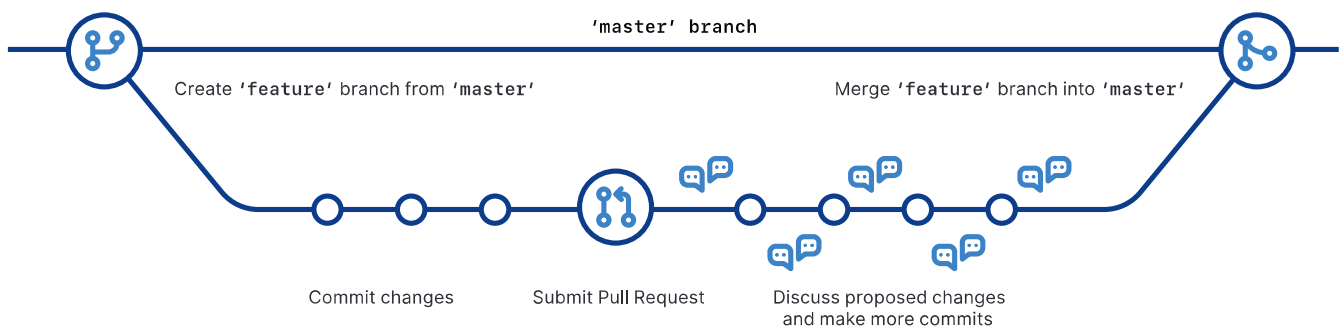 ‘master’ branch
Create ‘feature’ branch from ‘master’
Merge ‘feature’ branch into ‘master’
Commit changes
Submit Pull Request
Discuss proposed changes
and make more commits